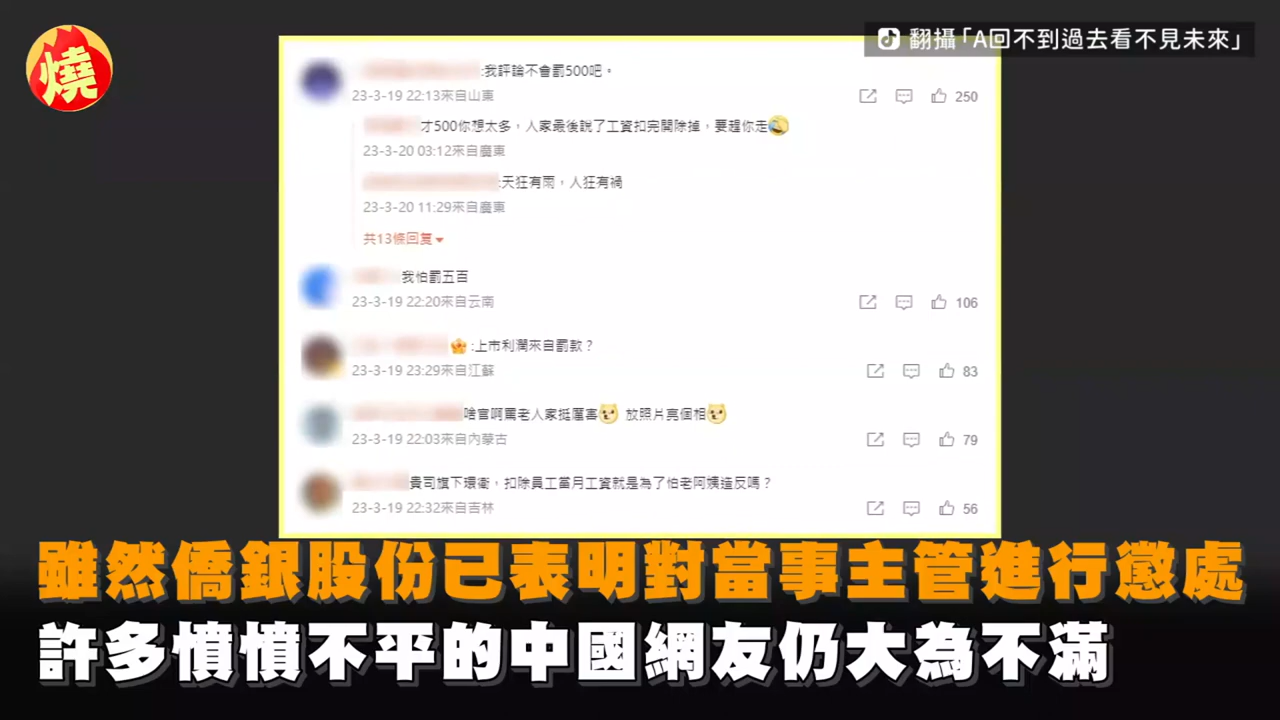 燒
翻攝「A回不到過去看不見未來」
:我評論不會罰500吧。
23-3-19 22:13來自山東
250
才500你想太多，人家最後說了工資扣完開除掉，要趕你走
23-3-20 03:12來自廣東
:天狂有雨，人狂有禍
23-3-20 11:29來自廣東
共13條回复
我怕罰五百
23-3-19 22:20來自云南
106
:上市利潤來自罰款？
23-3-19 23:29來自江蘇
83
啥官啊罵老人家挺厲害 放照片亮個相
23-3-19 22:03來自內蒙古
79
貴司旗下環衛，扣除員工當月工資就是為了怕老阿姨造反嗎？
23-3-19 22:32來自吉林
56
雖然僑銀股份已表明對當事主管進行懲處
許多憤憤不平的中國網友仍大為不滿